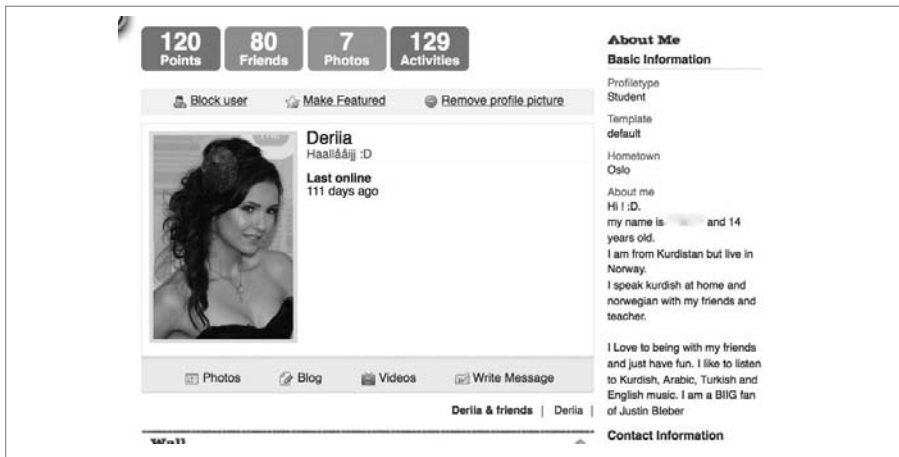 120
Points
80
Friends
7
Photos
129
Activities
Block user
Make Featured
Remove profile picture
Deriia
Haallååijj :D
Last online
111 days ago
Photos
Blog
Videos
Write Message
Deriia & friends | Deriia |
Wall
About Me
Basic Information
Profiletype
Student
Template
default
Hometown
Oslo
About me
Hi ! :D.
my name is and 14
years old.
I am from Kurdistan but live in
Norway.
I speak kurdish at home and
norwegian with my friends and
teacher.
I Love to being with my friends
and just have fun. I like to listen
to Kurdish, Arabic, Turkish and
English music. I am a BIIG fan
of Justin Bieber
Contact Information